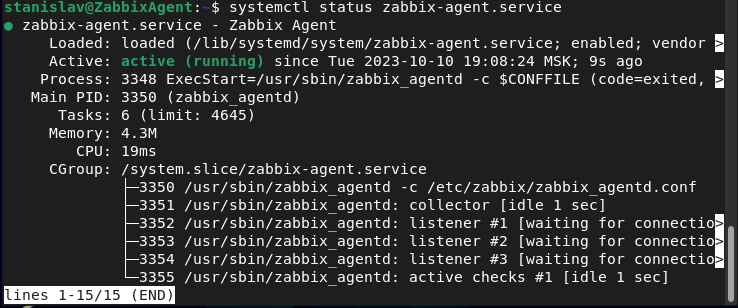 stanislav@ZabbixAgent:~$ systemctl status zabbix-agent.service
● zabbix-agent.service - Zabbix Agent
Loaded: loaded (/lib/systemd/system/zabbix-agent.service; enabled; vendor >
Active: active (running) since Tue 2023-10-10 19:08:24 MSK; 9s ago
Process: 3348 ExecStart=/usr/sbin/zabbix_agentd -c $CONFFILE (code=exited, >
Main PID: 3350 (zabbix_agentd)
Tasks: 6 (limit: 4645)
Memory: 4.3M
CPU: 19ms
CGroup: /system.slice/zabbix-agent.service
├─3350 /usr/sbin/zabbix_agentd -c /etc/zabbix/zabbix_agentd.conf
├─3351 /usr/sbin/zabbix_agentd: collector [idle 1 sec]
├─3352 /usr/sbin/zabbix_agentd: listener #1 [waiting for connectio>
├─3353 /usr/sbin/zabbix_agentd: listener #2 [waiting for connectio>
├─3354 /usr/sbin/zabbix_agentd: listener #3 [waiting for connectio>
└─3355 /usr/sbin/zabbix_agentd: active checks #1 [idle 1 sec]
lines 1-15/15 (END)